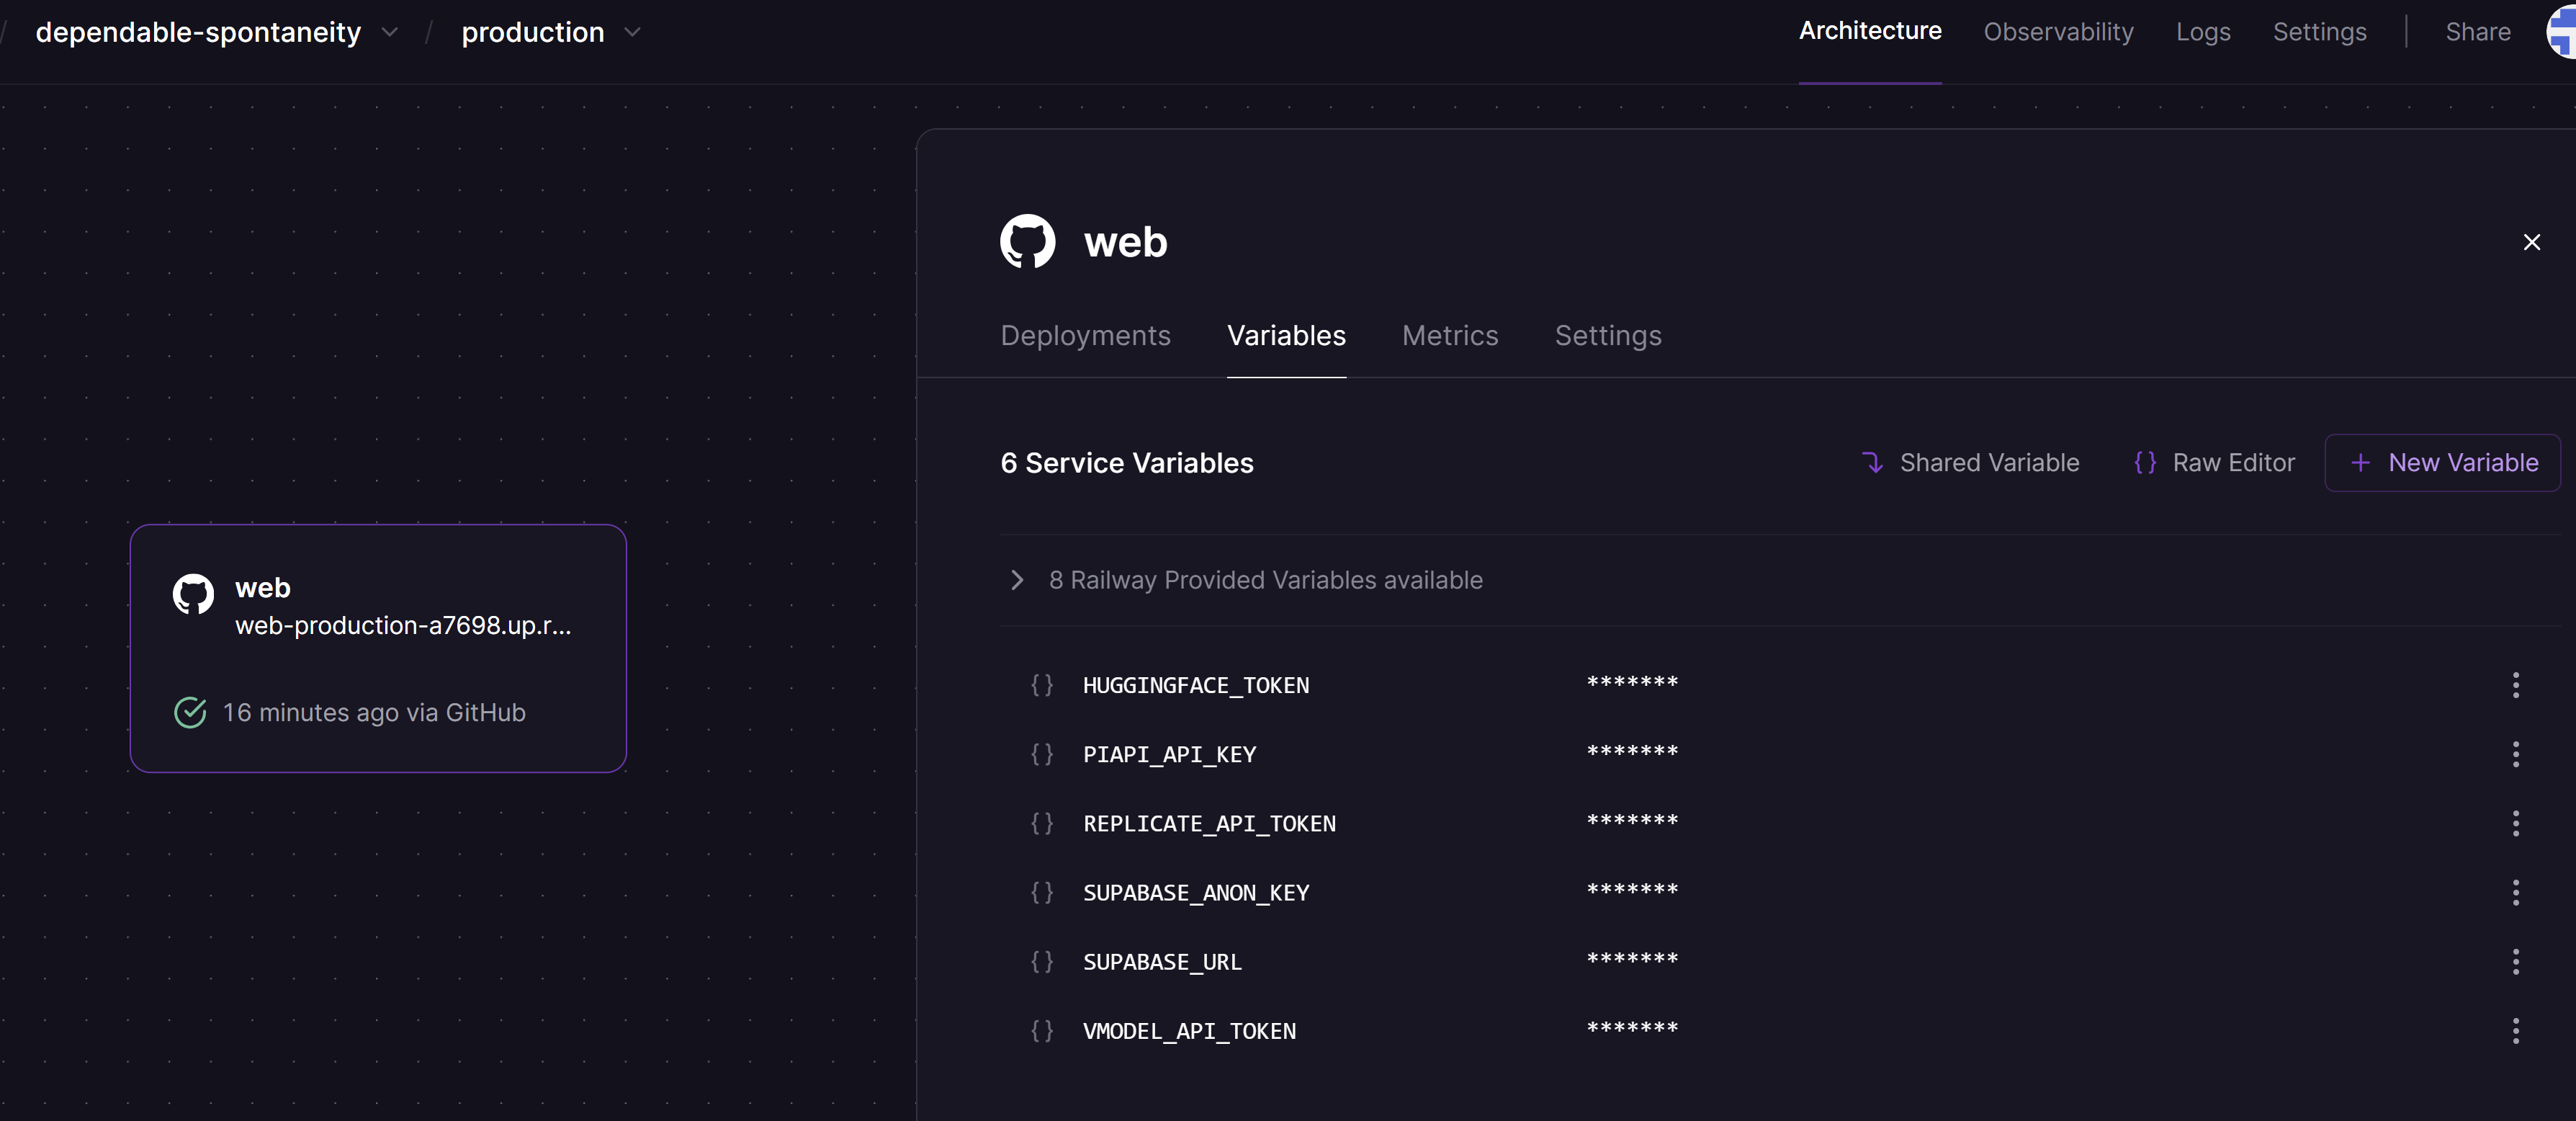 dependable-spontaneity / production
Architecture Observability Logs Settings Share
web
Deployments Variables Metrics Settings
6 Service Variables Shared Variable {} Raw Editor + New Variable
8 Railway Provided Variables available
{} HUGGINGFACE_TOKEN *******
{} PIAPI_API_KEY *******
{} REPLICATE_API_TOKEN *******
{} SUPABASE_ANON_KEY *******
{} SUPABASE_URL *******
{} VMODEL_API_TOKEN *******
web
web-production-a7698.up.r...
16 minutes ago via GitHub